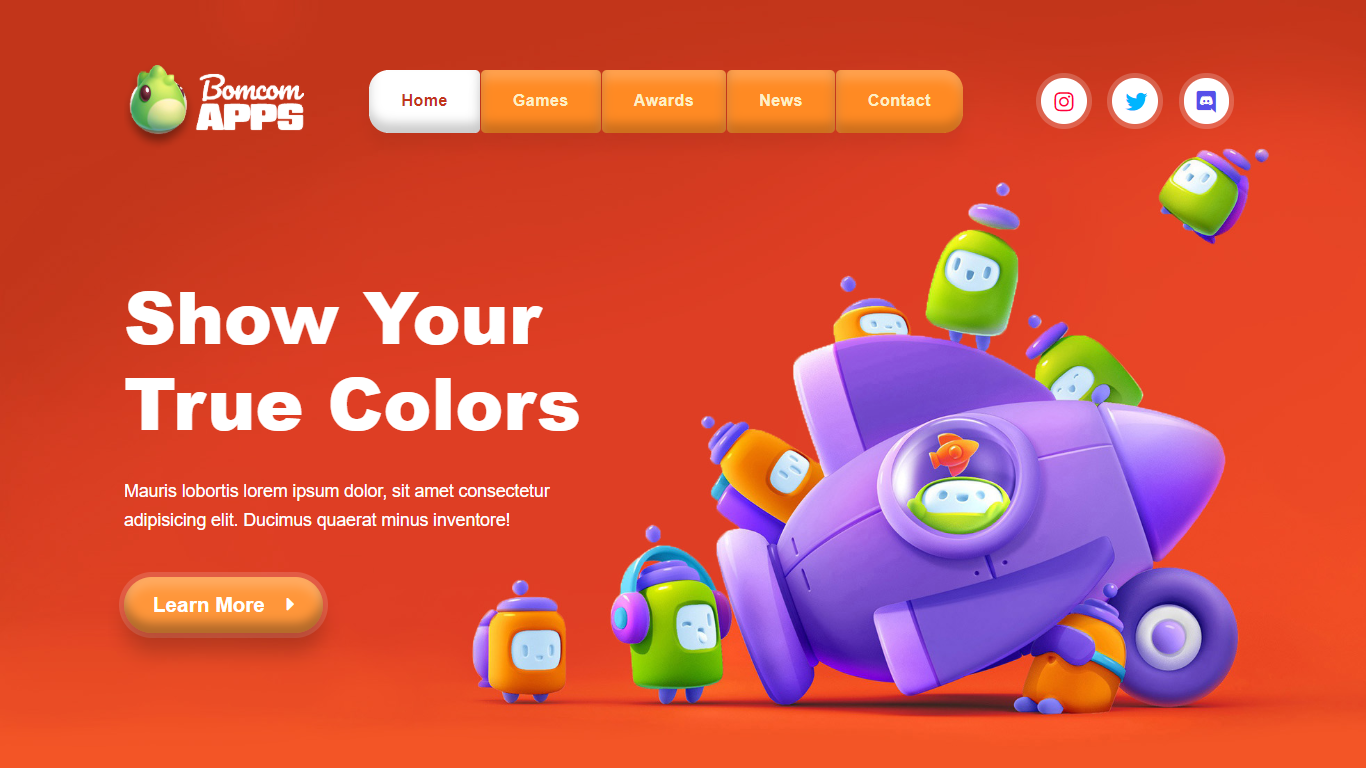 Bomcom
APPS
Home
Games
Awards
News
Contact
Show Your
True Colors
Mauris lobortis lorem ipsum dolor, sit amet consectetur
adipisicing elit. Ducimus quaerat minus inventore!
Learn More